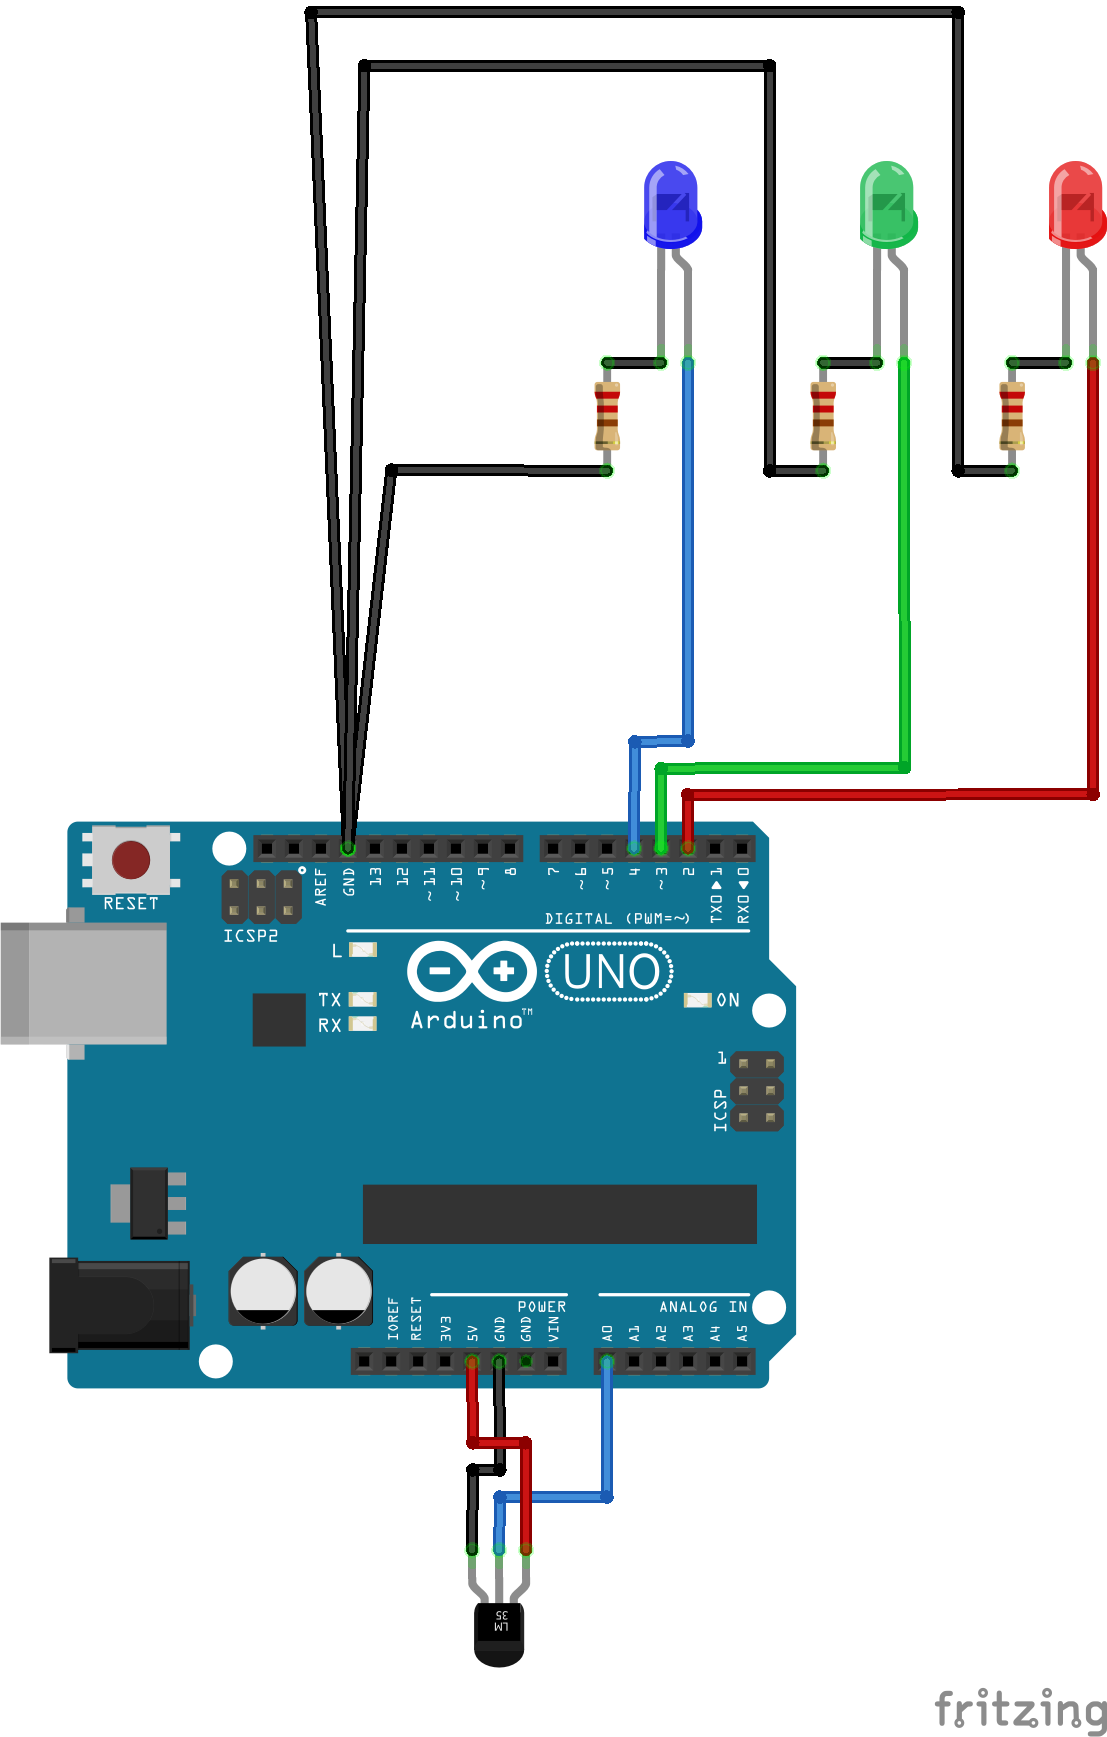 RESET
ICSP2
AREF
GND
13
12
~11
~10
~9
8
7
~6
~5
4
~3
2
TX0▶1
RX0◀0
DIGITAL (PWM=~)
L
TX
RX
Arduino™
UNO
ON
1
ICSP
POWER
ANALOG IN
IOREF
RESET
3V3
5V
GND
GND
VIN
A0
A1
A2
A3
A4
A5
LM
35
fritzing